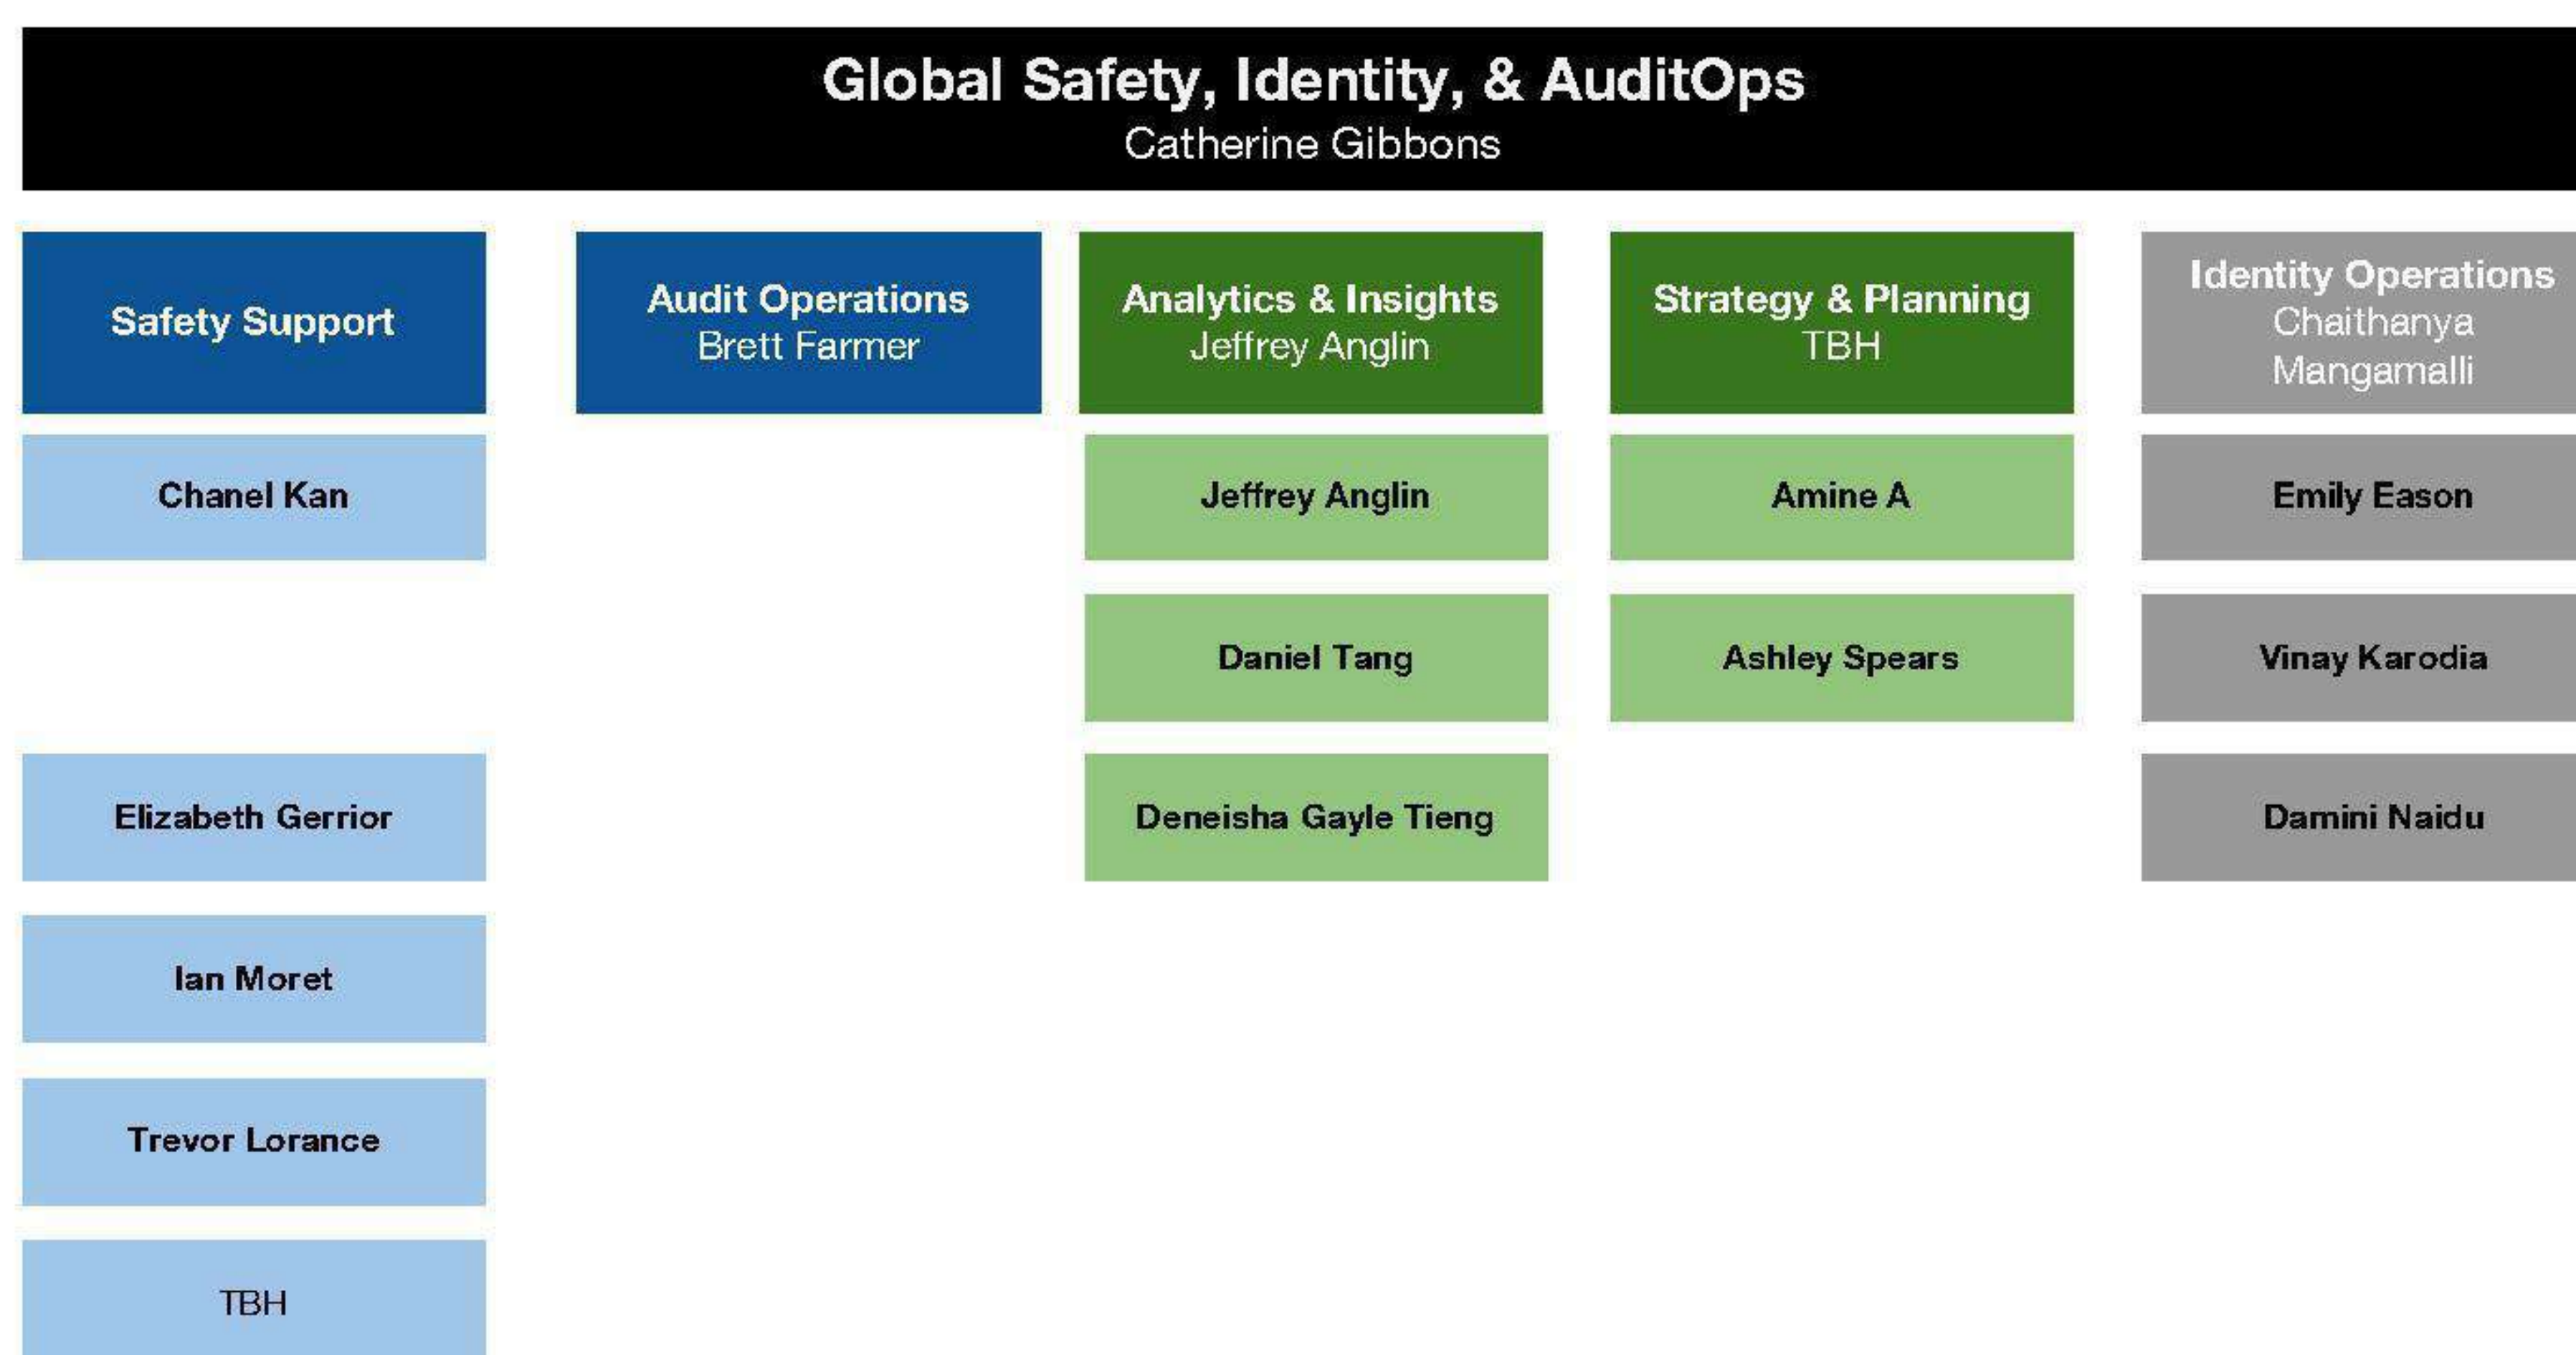 Global Safety, Identity, & AuditOps
Catherine Gibbons
Safety Support
Audit Operations
Brett Farmer
Analytics & Insights
Jeffrey Anglin
Strategy & Planning
TBH
Identity Operations
Chaithanya
Mangamalli
Chanel Kan
Jeffrey Anglin
Amine A
Emily Eason
Daniel Tang
Ashley Spears
Vinay Karodia
Elizabeth Gerrior
Deneisha Gayle Tieng
Damini Naidu
Ian Moret
Trevor Lorance
TBH